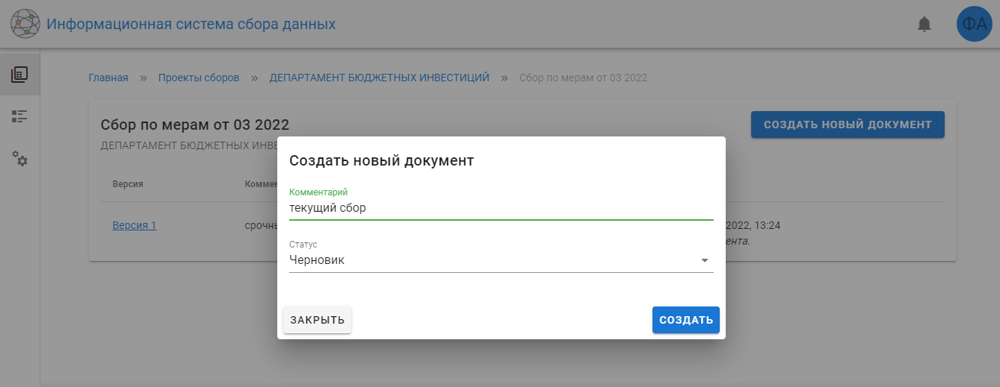 Информационная система сбора данных
ФА
Главная » Проекты сборов » ДЕПАРТАМЕНТ БЮДЖЕТНЫХ ИНВЕСТИЦИЙ » Сбор по мерам от 03 2022
Сбор по мерам от 03 2022
СОЗДАТЬ НОВЫЙ ДОКУМЕНТ
ДЕПАРТАМЕНТ БЮДЖЕТНЫХ ИНВЕ
Создать новый документ
Версия
Коммен
Комментарий
текущий сбор
Версия 1
срочны
2022, 13:24
ента.
Статус
Черновик
ЗАКРЫТЬ
СОЗДАТЬ